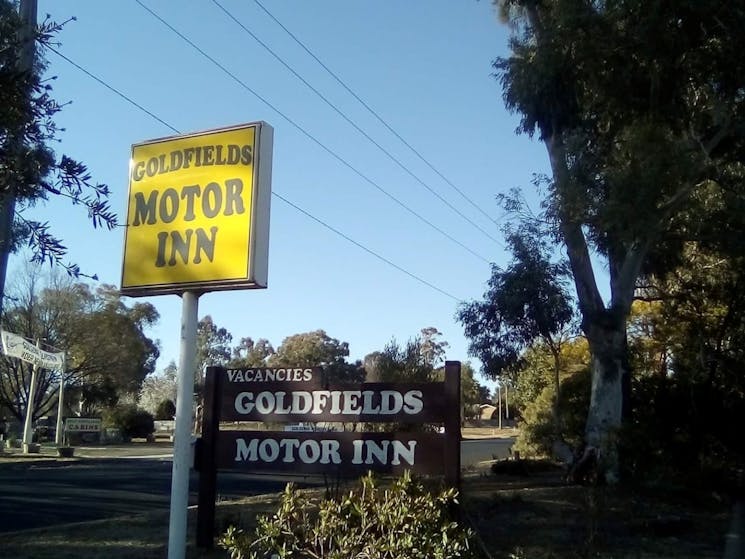 GOLDFIELDS
MOTOR
INN
VACANCIES
GOLDFIELDS
MOTOR INN
CABINS